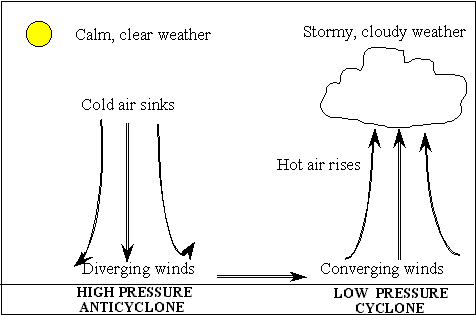 Calm, clear weather
Stormy, cloudy weather
Cold air sinks
Hot air rises
Diverging winds
Converging winds
HIGH PRESSURE
ANTICYCLONE
LOW PRESSURE
CYCLONE